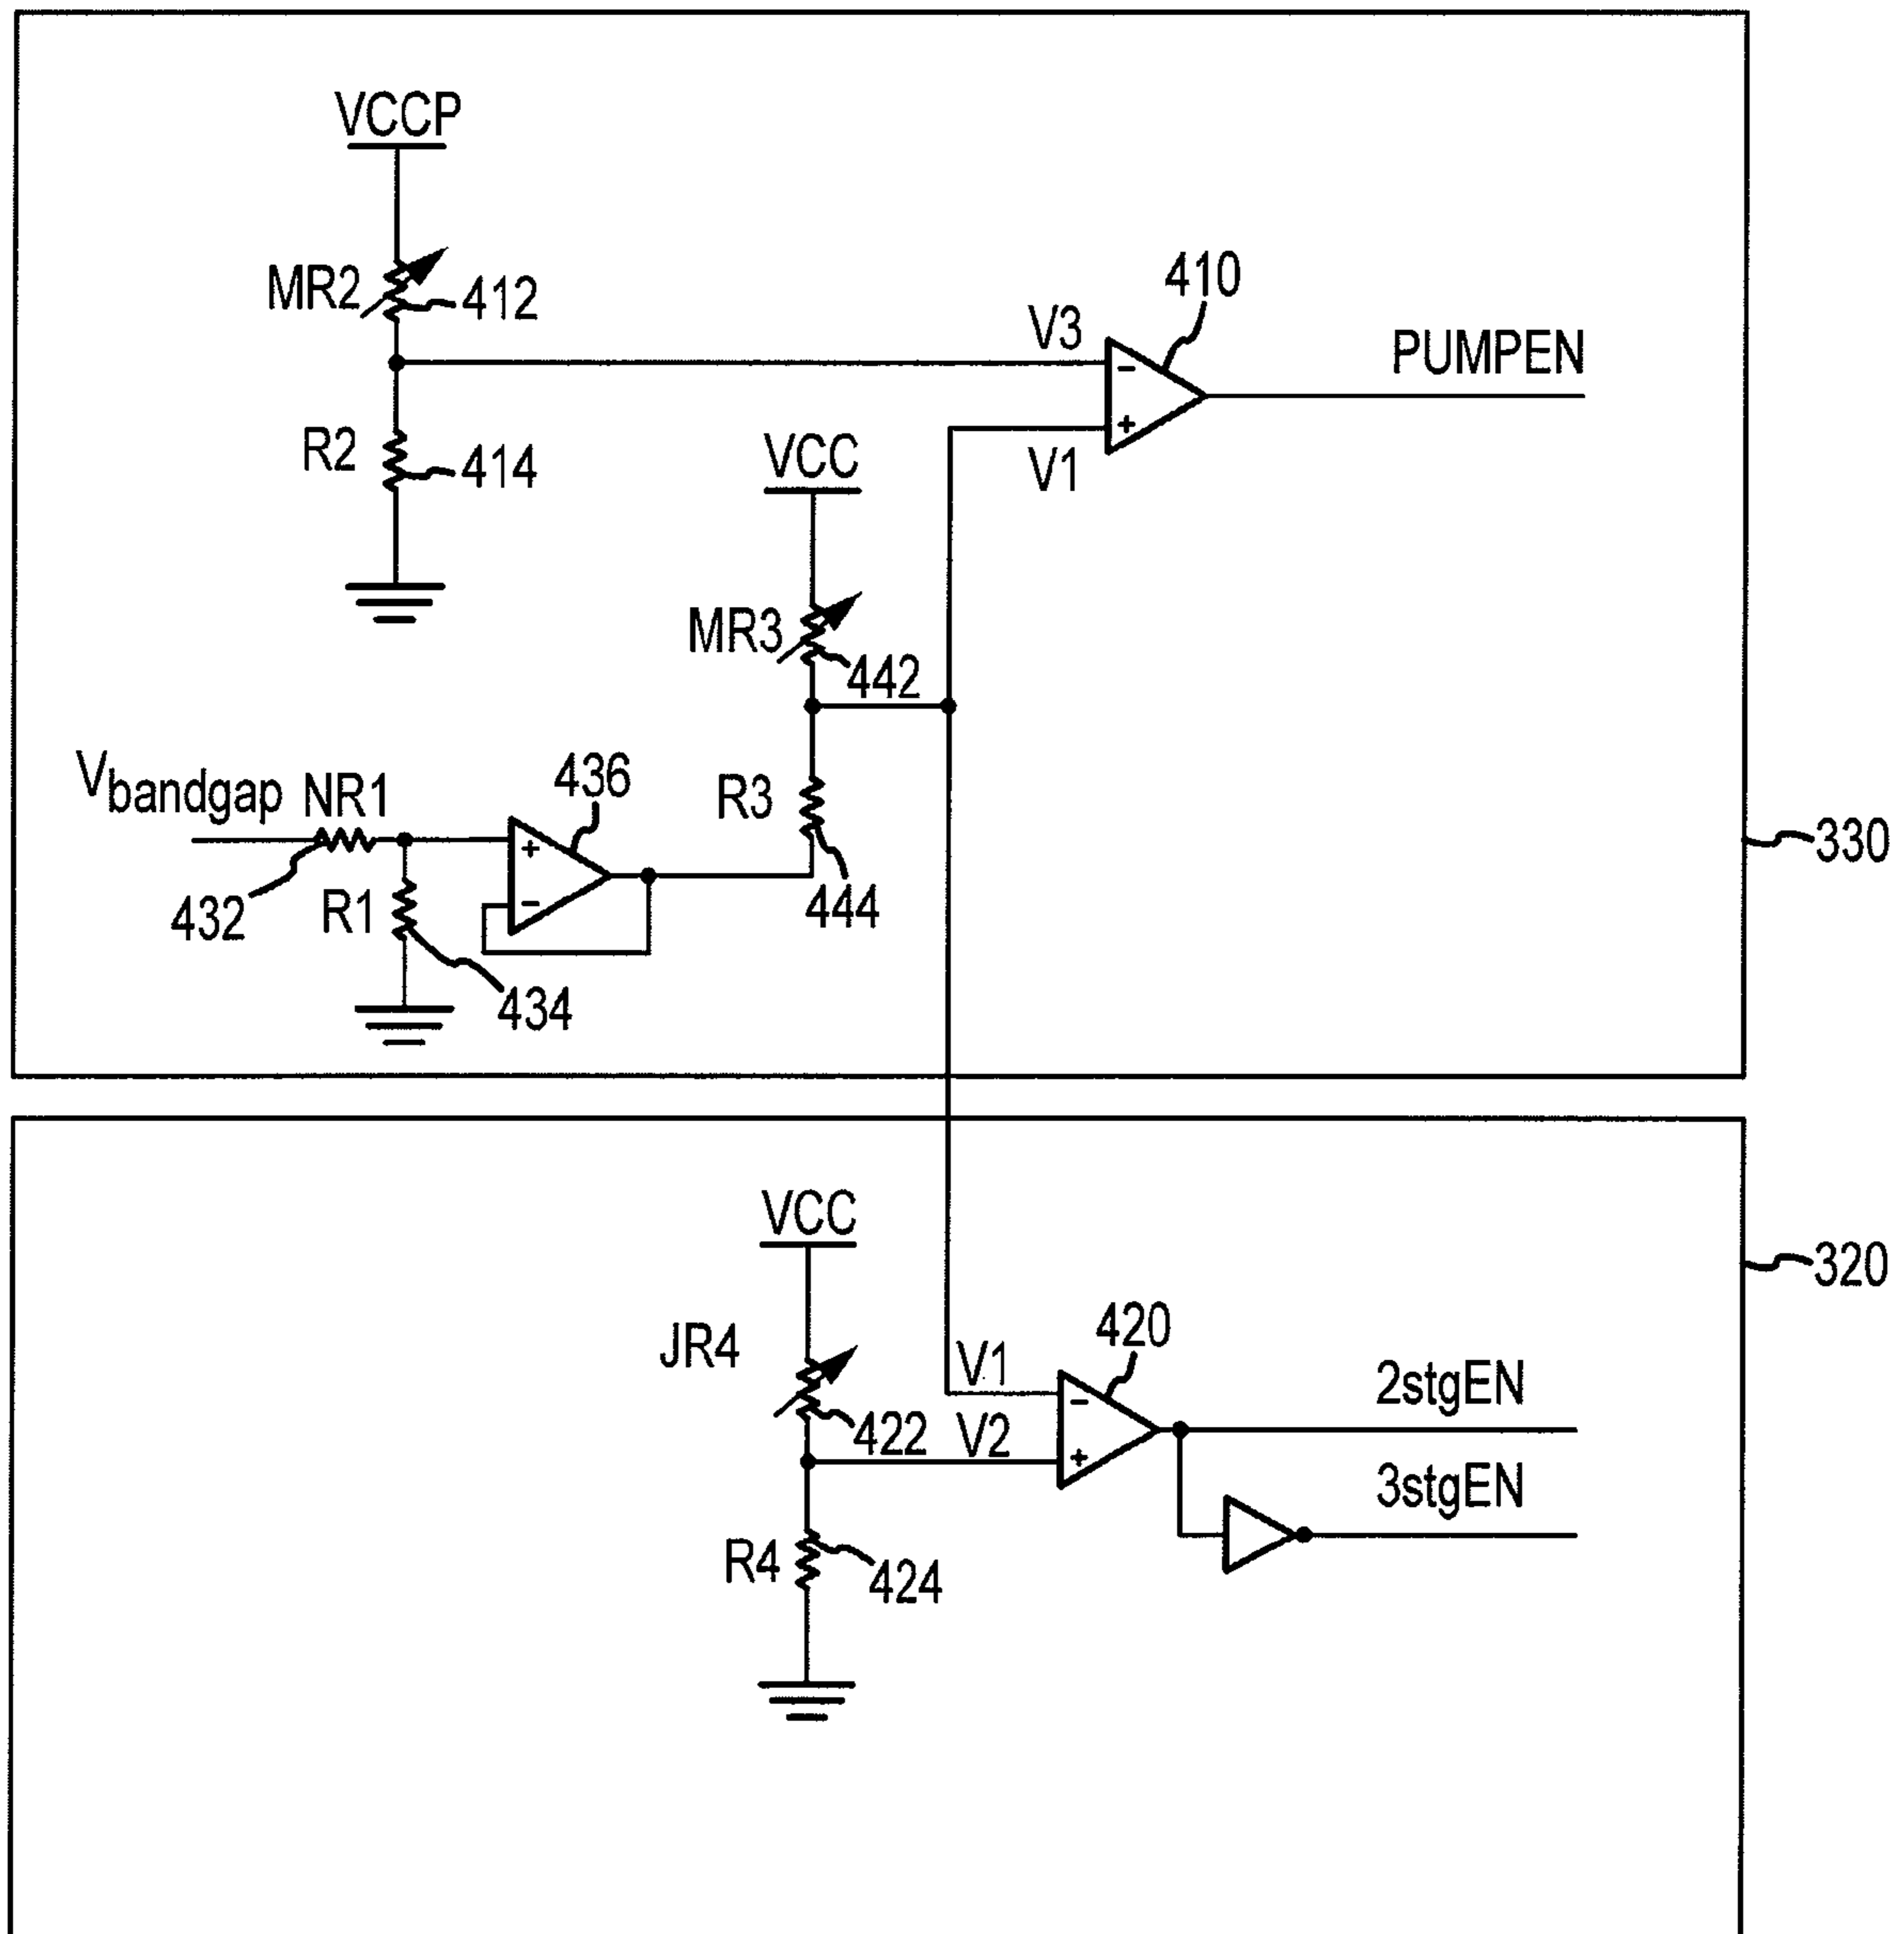 VCCP
MR2
412
R2
414
V3
410
PUMPEN
V1
-
+
VCC
MR3
442
Vbandgap
NR1
432
R1
434
436
+
-
R3
444
330
VCC
JR4
422
V1
V2
420
-
+
2stgEN
3stgEN
R4
424
320